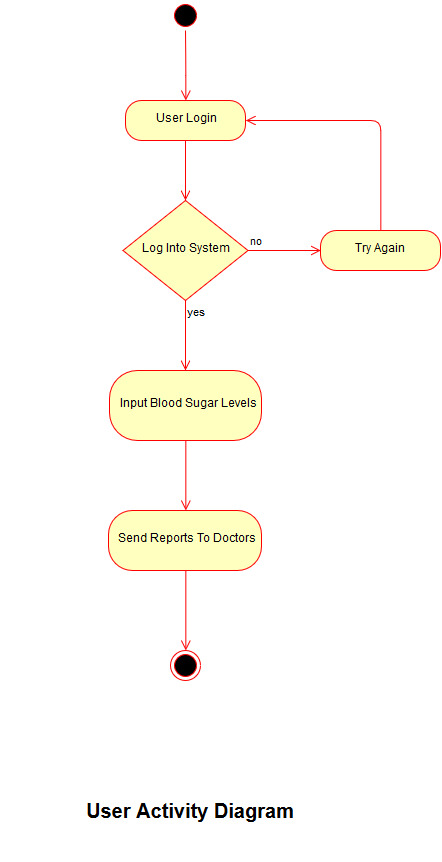 User Login
Log Into System
no
Try Again
yes
Input Blood Sugar Levels
Send Reports To Doctors
User Activity Diagram